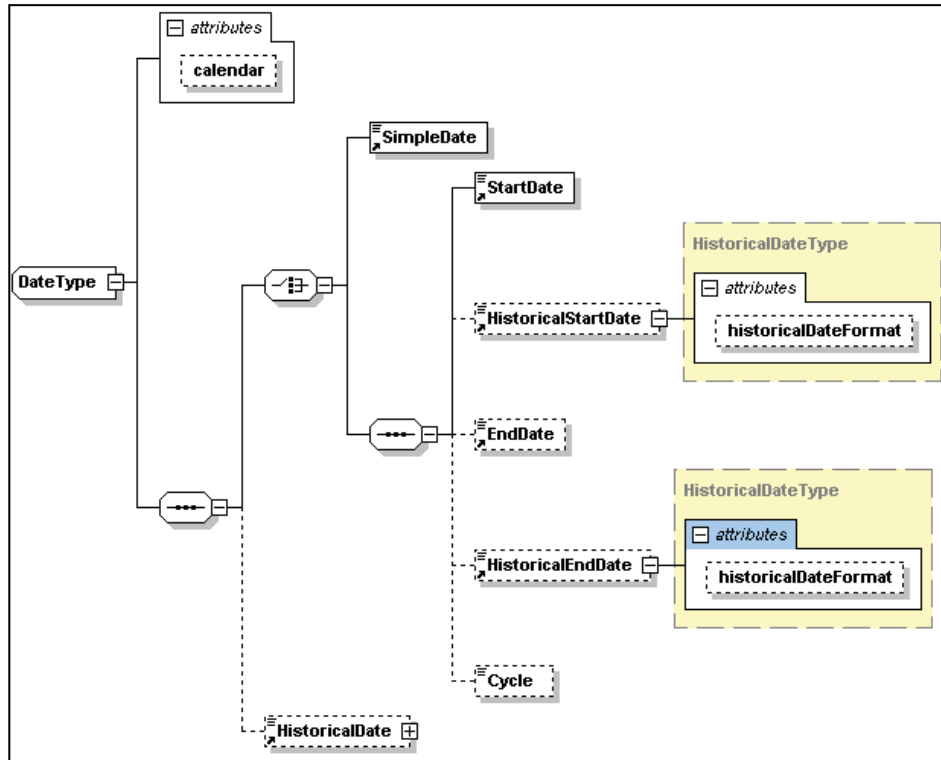 attributes
calendar
SimpleDate
StartDate
HistoricalDateType
attributes
DateType
HistoricalStartDate
historicalDateFormat
EndDate
HistoricalDateType
attributes
HistoricalEndDate
historicalDateFormat
Cycle
HistoricalDate